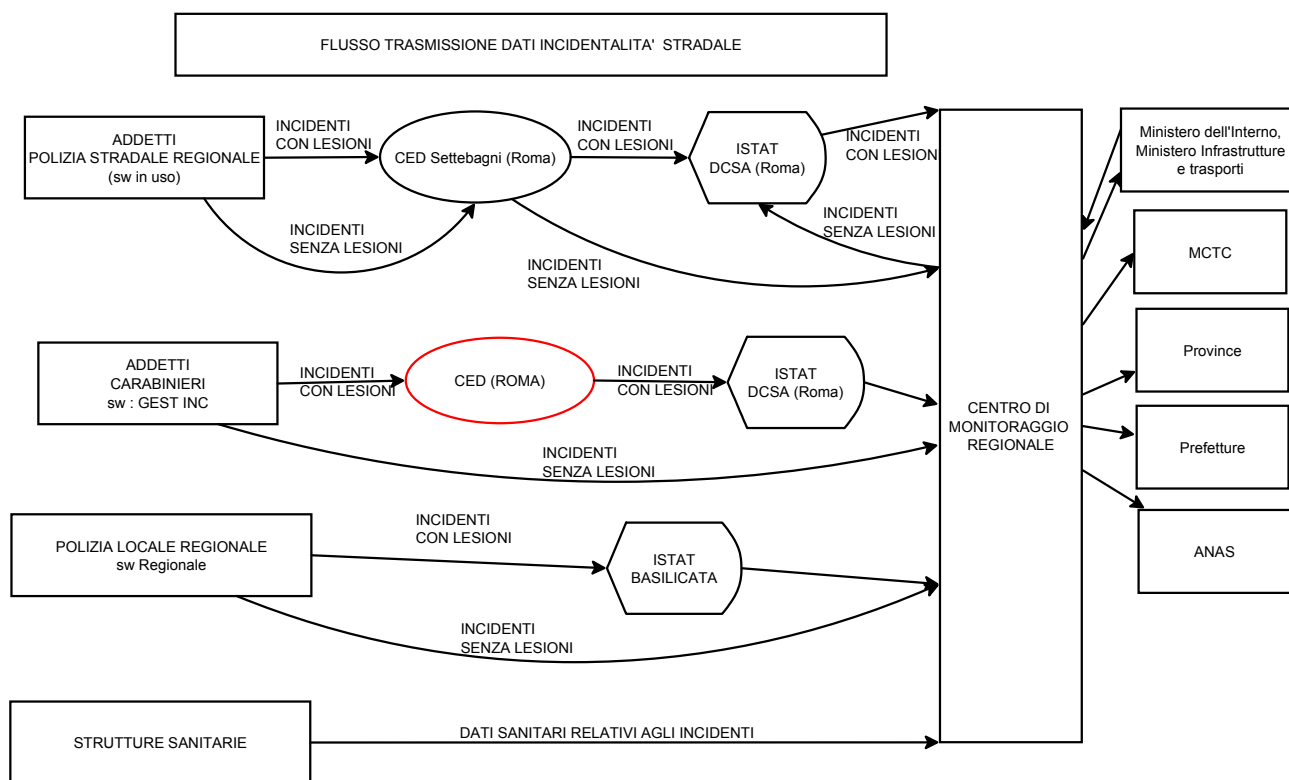 FLUSSO TRASMISSIONE DATI INCIDENTALITA' STRADALE
ADDETTI
POLIZIA STRADALE REGIONALE
(sw in uso)
INCIDENTI
CON LESIONI
INCIDENTI
SENZA LESIONI
CED Settebagni (Roma)
INCIDENTI
CON LESIONI
INCIDENTI
SENZA LESIONI
ISTAT
DCSA (Roma)
INCIDENTI
CON LESIONI
INCIDENTI
SENZA LESIONI
ADDETTI
CARABINIERI
sw : GEST INC
INCIDENTI
CON LESIONI
CED (ROMA)
INCIDENTI
CON LESIONI
ISTAT
DCSA (Roma)
INCIDENTI
SENZA LESIONI
POLIZIA LOCALE REGIONALE
sw Regionale
INCIDENTI
CON LESIONI
ISTAT
BASILICATA
INCIDENTI
SENZA LESIONI
STRUTTURE SANITARIE
DATI SANITARI RELATIVI AGLI INCIDENTI
CENTRO DI
MONITORAGGIO
REGIONALE
Ministero dell'Interno,
Ministero Infrastrutture
e trasporti
MCTC
Province
Prefetture
ANAS